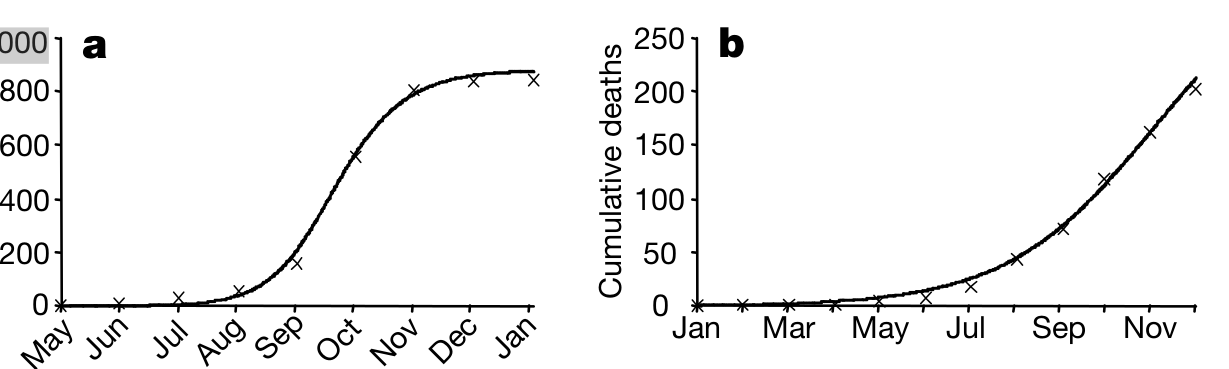 a
000
800
600
400
200
0
May Jun Jul Aug Sep Oct Nov Dec Jan
b
Cumulative deaths
250
200
150
100
50
0
Jan Mar May Jul Sep Nov